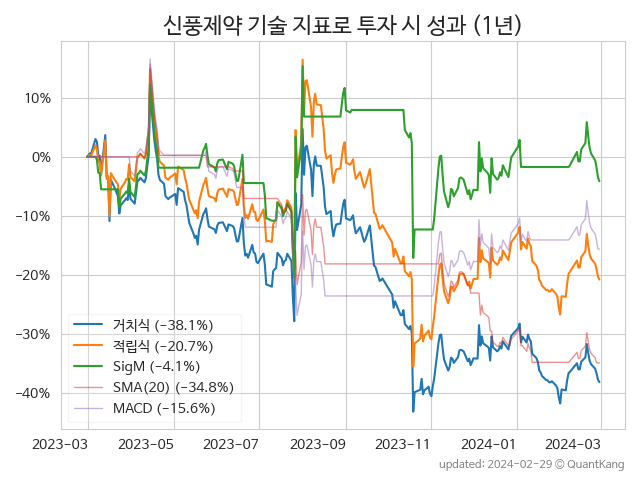 신풍제약 기술 지표로 투자 시 성과 (1년)
10%
0%
−10%
−20%
−30%
−40%
거치식 (−38.1%)
적립식 (−20.7%)
SigM (−4.1%)
SMA(20) (−34.8%)
MACD (−15.6%)
2023−03 2023−05 2023−07 2023−09 2023−11 2024−01 2024−03
updated: 2024−02−29 © QuantKang